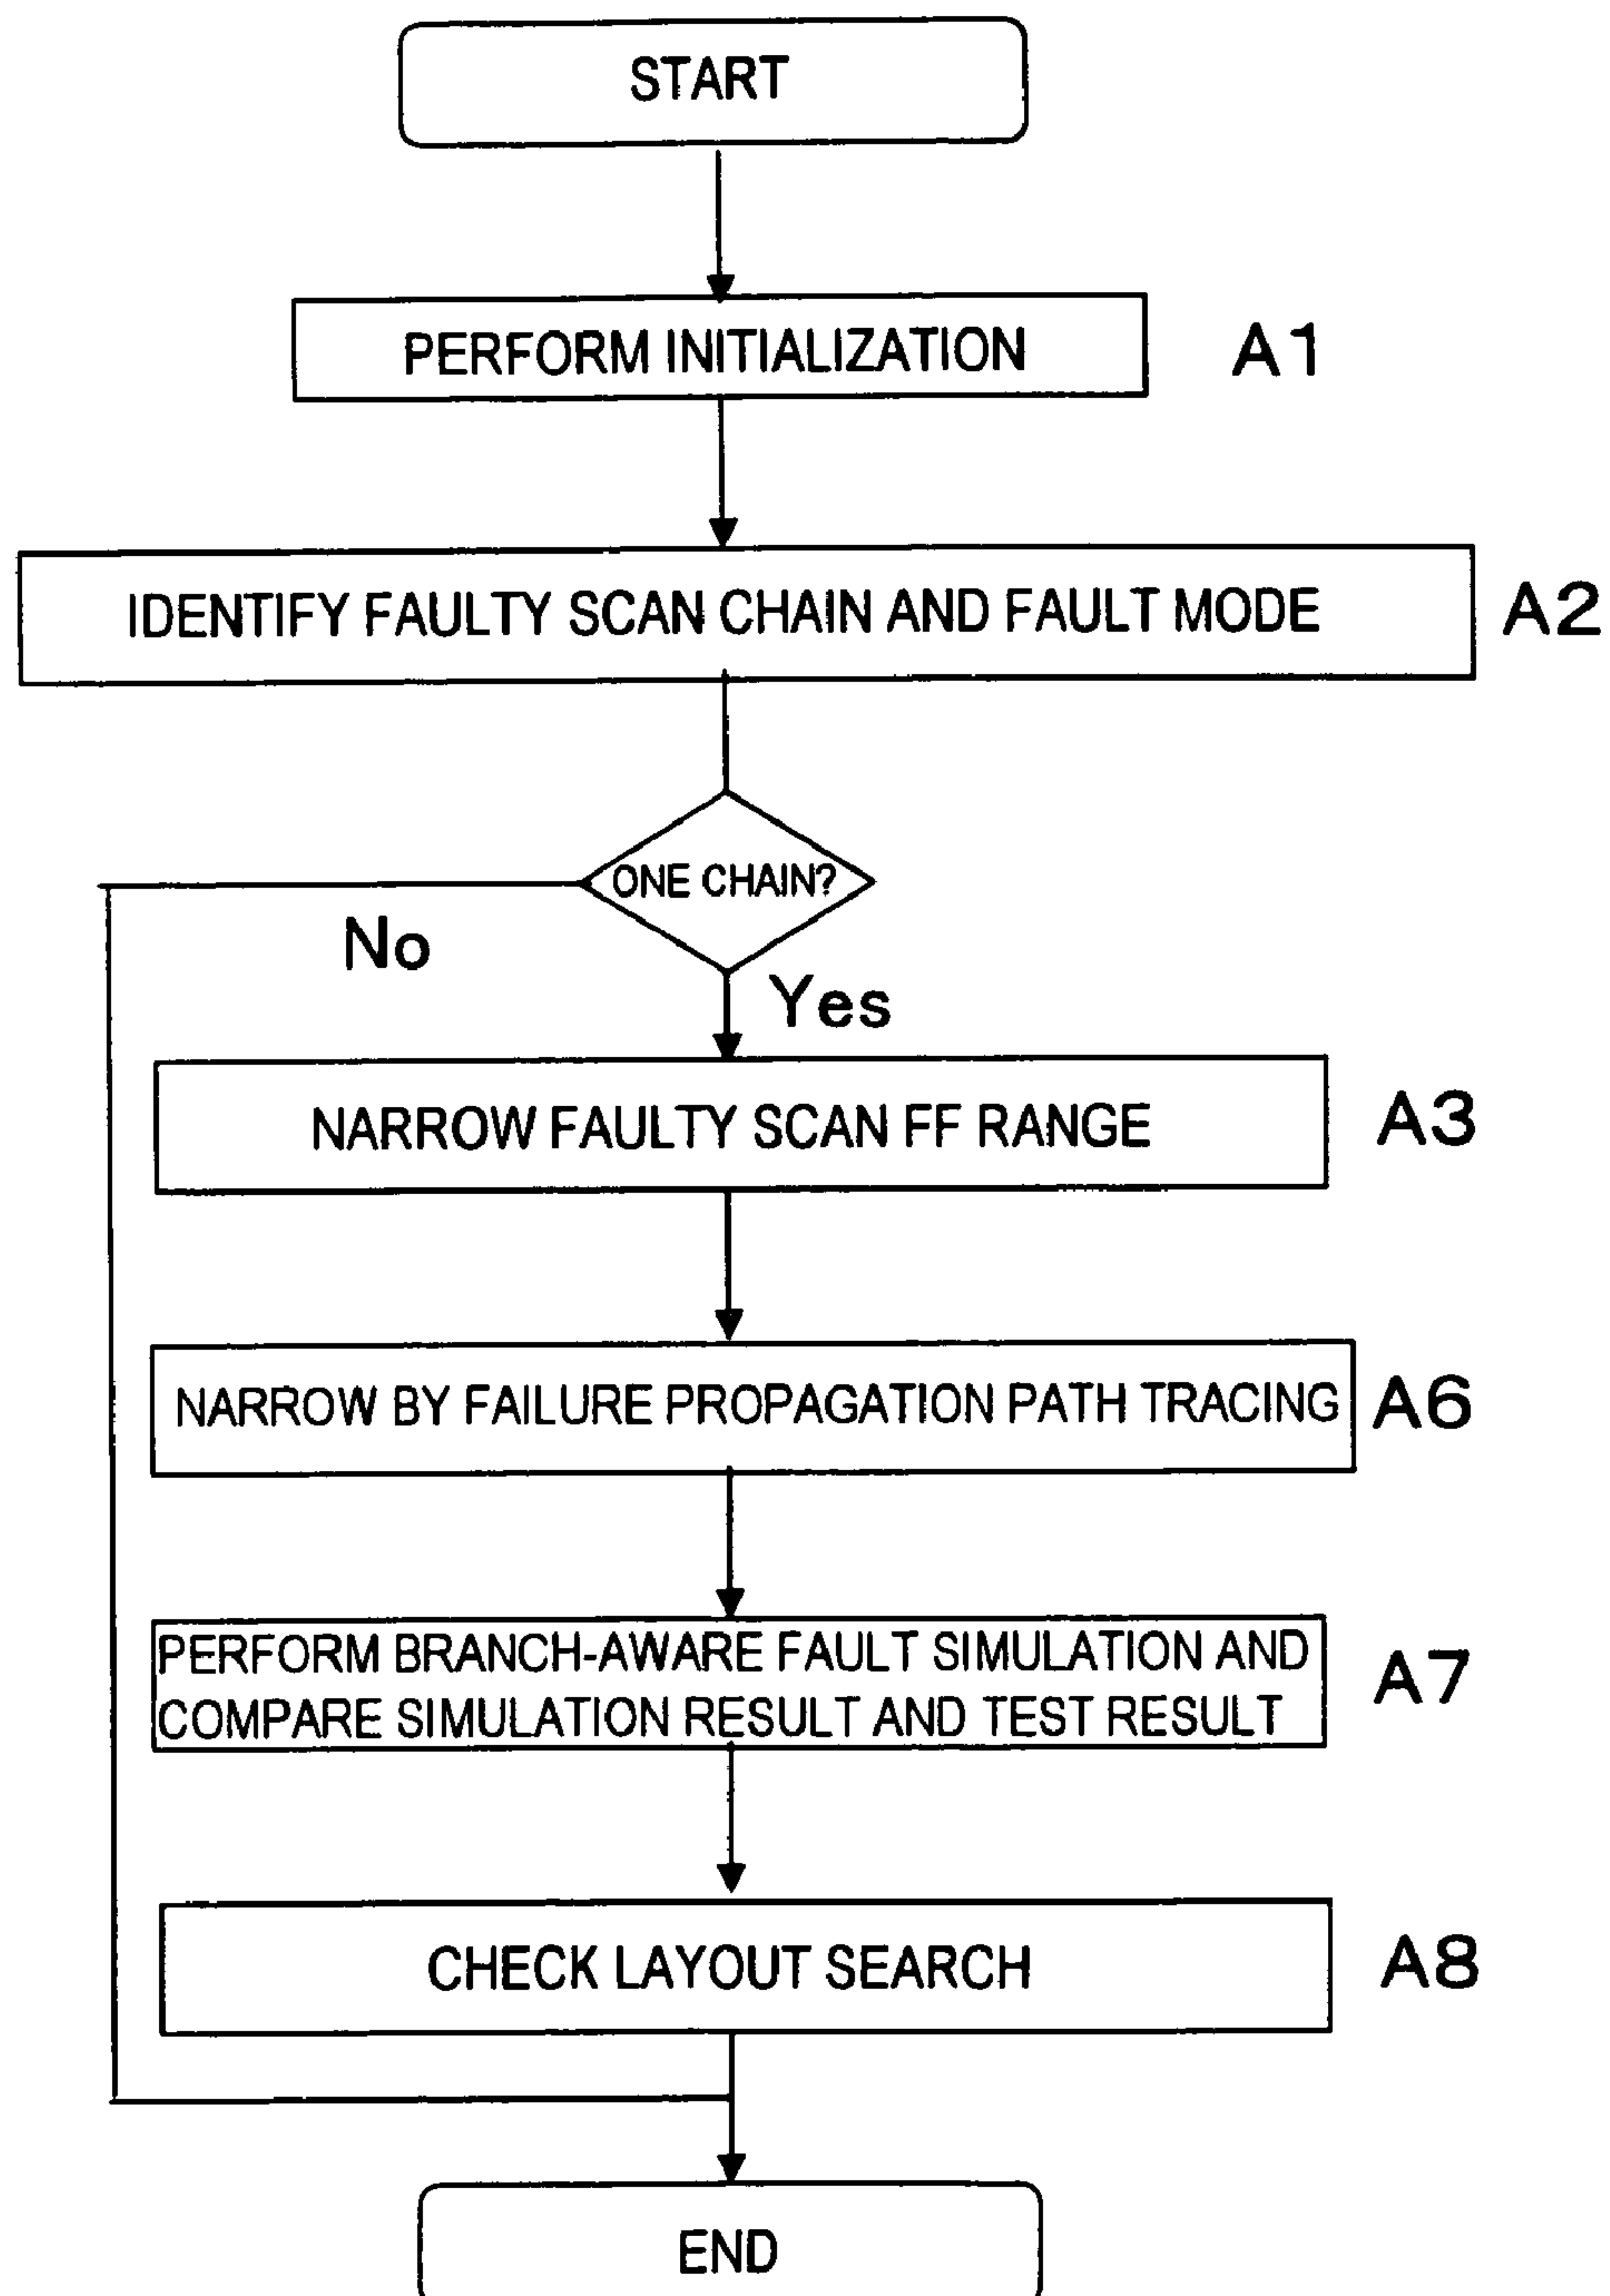 START
PERFORM INITIALIZATION
A1
IDENTIFY FAULTY SCAN CHAIN AND FAULT MODE
A2
ONE CHAIN?
No
Yes
NARROW FAULTY SCAN FF RANGE
A3
NARROW BY FAILURE PROPAGATION PATH TRACING
A6
PERFORM BRANCH-AWARE FAULT SIMULATION AND
COMPARE SIMULATION RESULT AND TEST RESULT
A7
CHECK LAYOUT SEARCH
A8
END